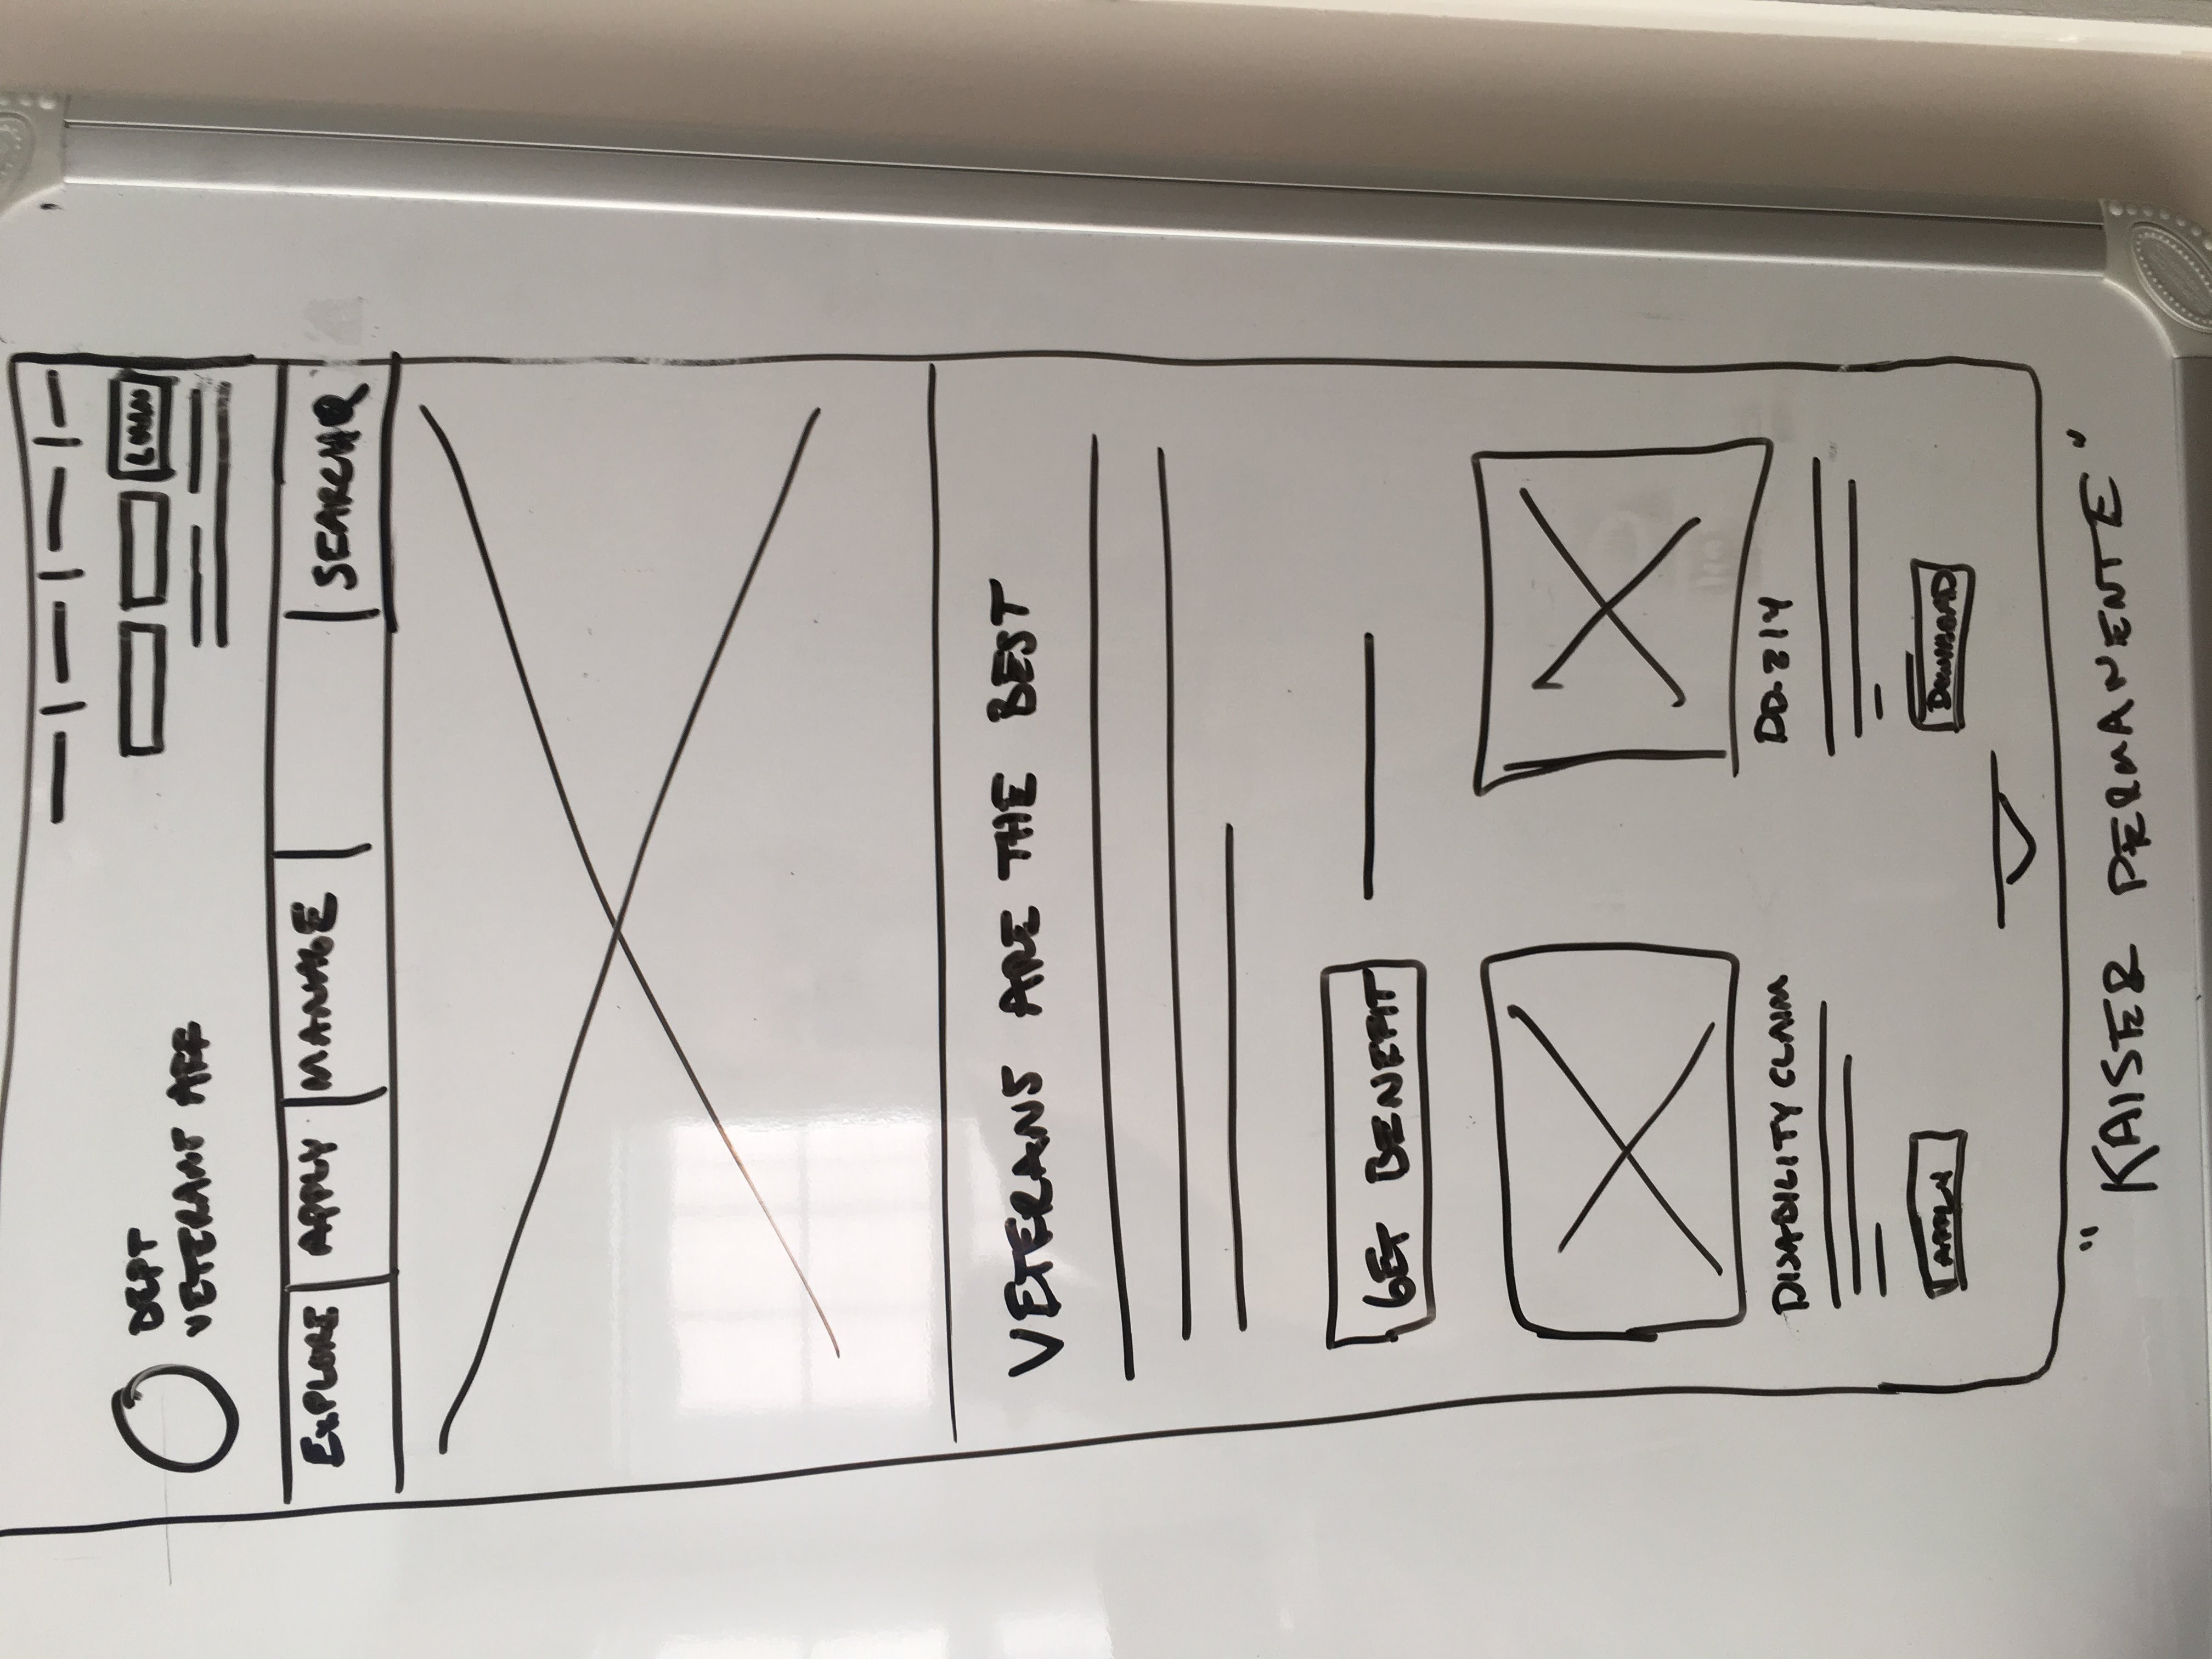 DEPT
VETERANT AFF
LOGIN
EXPLORE APPLY MANAGE SEARCH
VETERANS ARE THE BEST
GET BENEFIT
DISABILITY CLAIM
DD-214
APPLY
DOWNLOAD
"KAISER PERMANENTE"